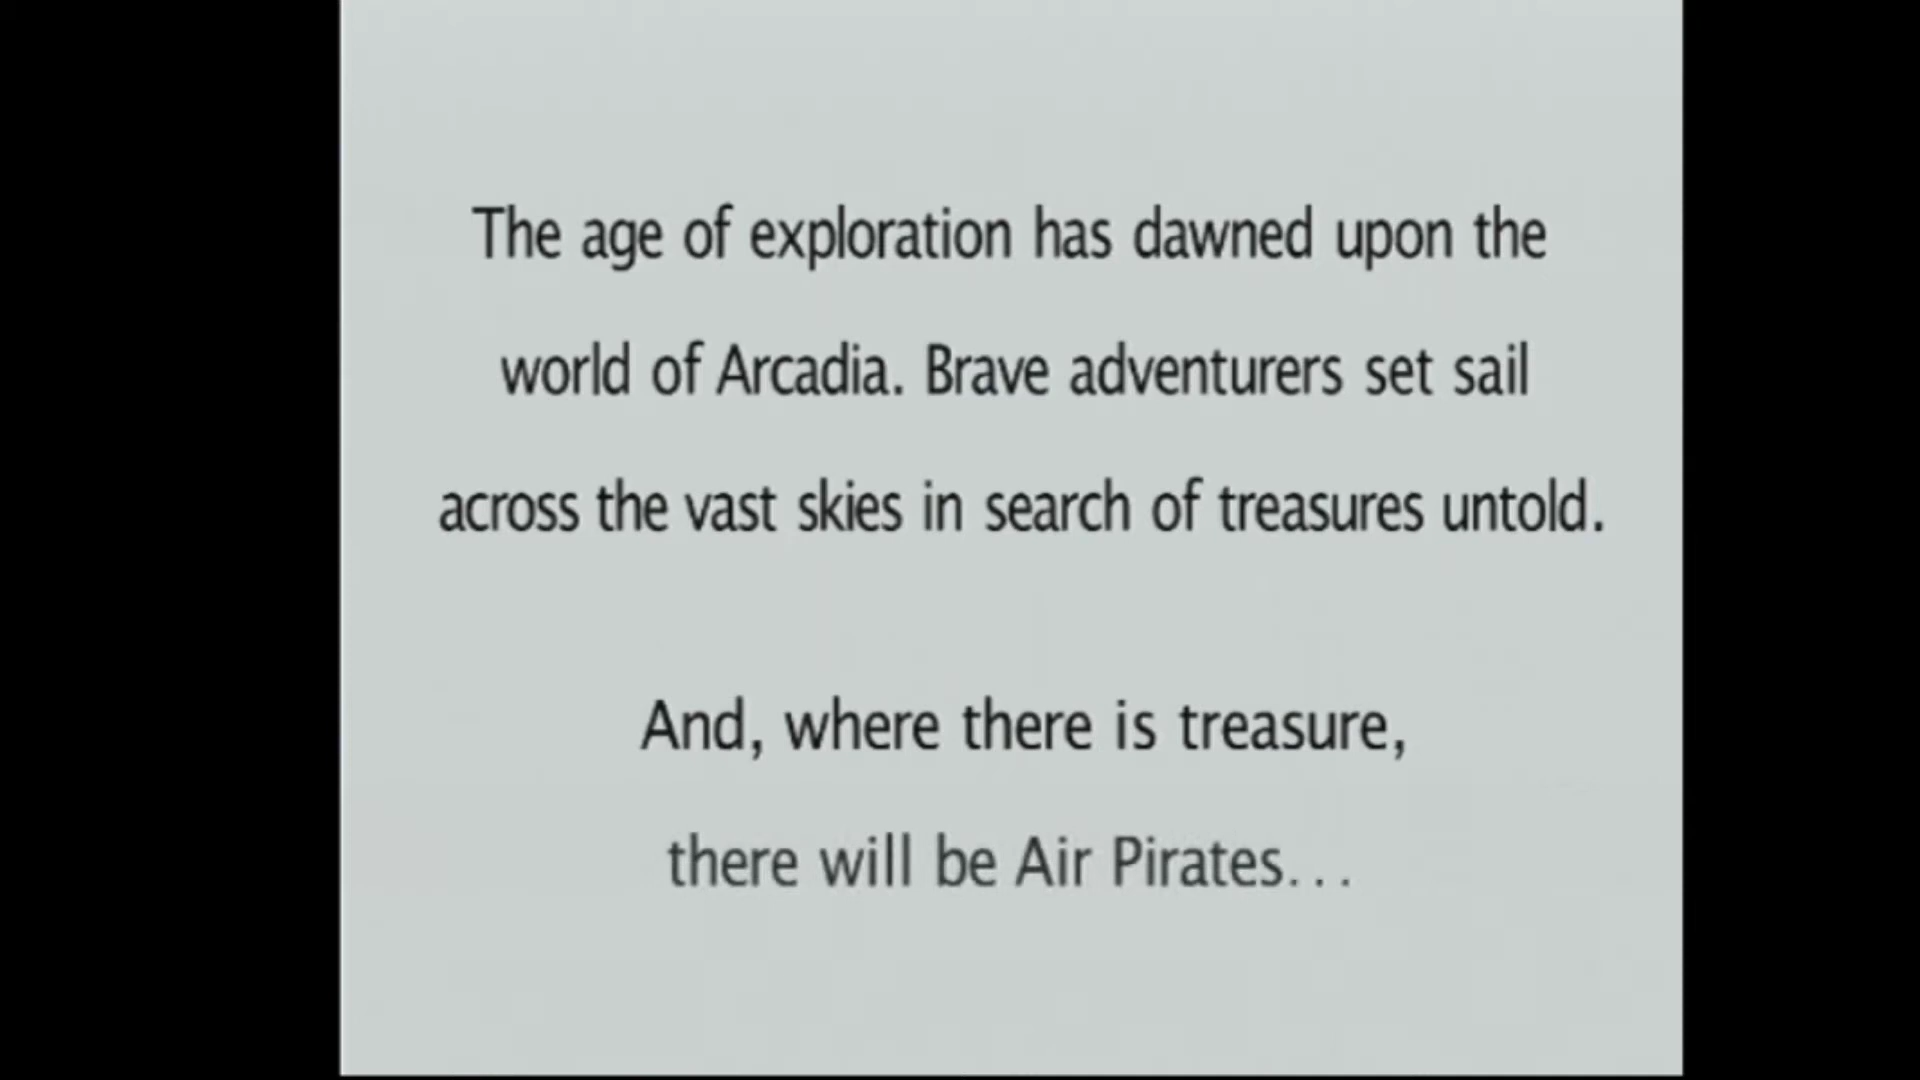 The age of exploration has dawned upon the
world of Arcadia. Brave adventurers set sail
across the vast skies in search of treasures untold.
And, where there is treasure,
there will be Air Pirates...